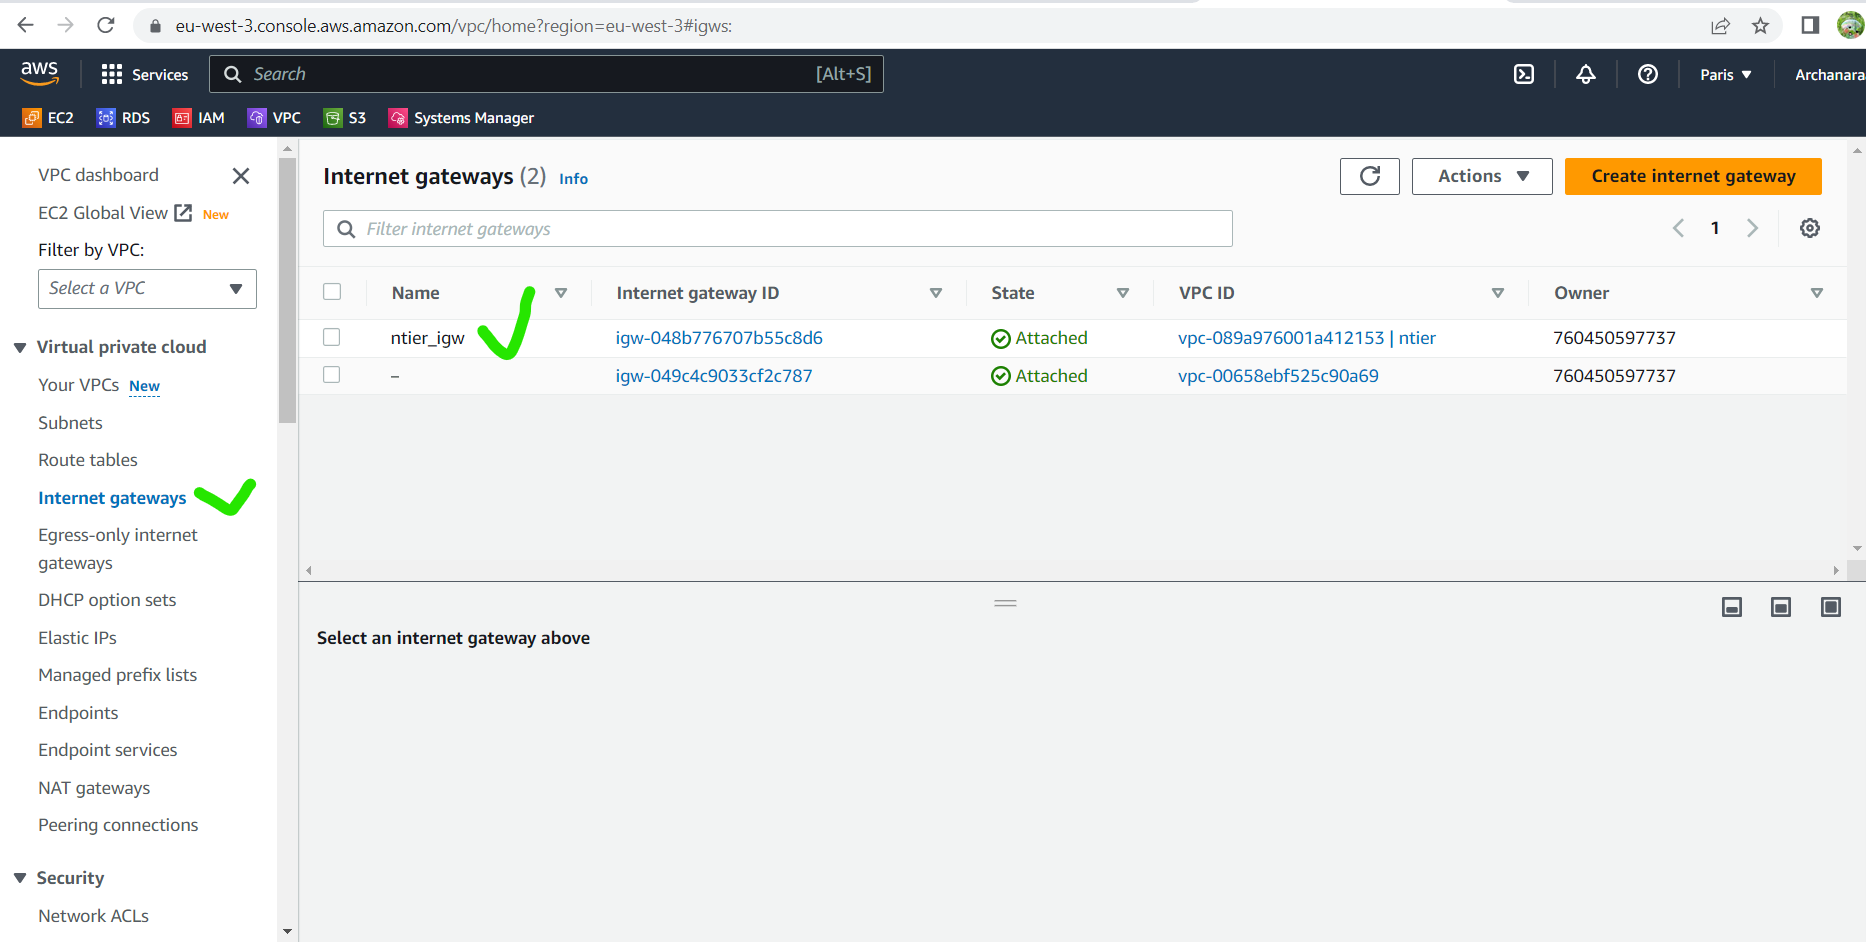 eu-west-3.console.aws.amazon.com/vpc/home?region=eu-west-3#igws:
aws Services Search [Alt+S] Paris Archanara
EC2 RDS IAM VPC S3 Systems Manager
VPC dashboard
EC2 Global View New
Filter by VPC:
Select a VPC
Virtual private cloud
Your VPCs New
Subnets
Route tables
Internet gateways
Egress-only internet
gateways
DHCP option sets
Elastic IPs
Managed prefix lists
Endpoints
Endpoint services
NAT gateways
Peering connections
Security
Network ACLs
Internet gateways (2) Info Actions Create internet gateway
Filter internet gateways 1
Name Internet gateway ID State VPC ID Owner
ntier_igw igw-048b776707b55c8d6 Attached vpc-089a976001a412153 | ntier 760450597737
– igw-049c4c9033cf2c787 Attached vpc-00658ebf525c90a69 760450597737
Select an internet gateway above